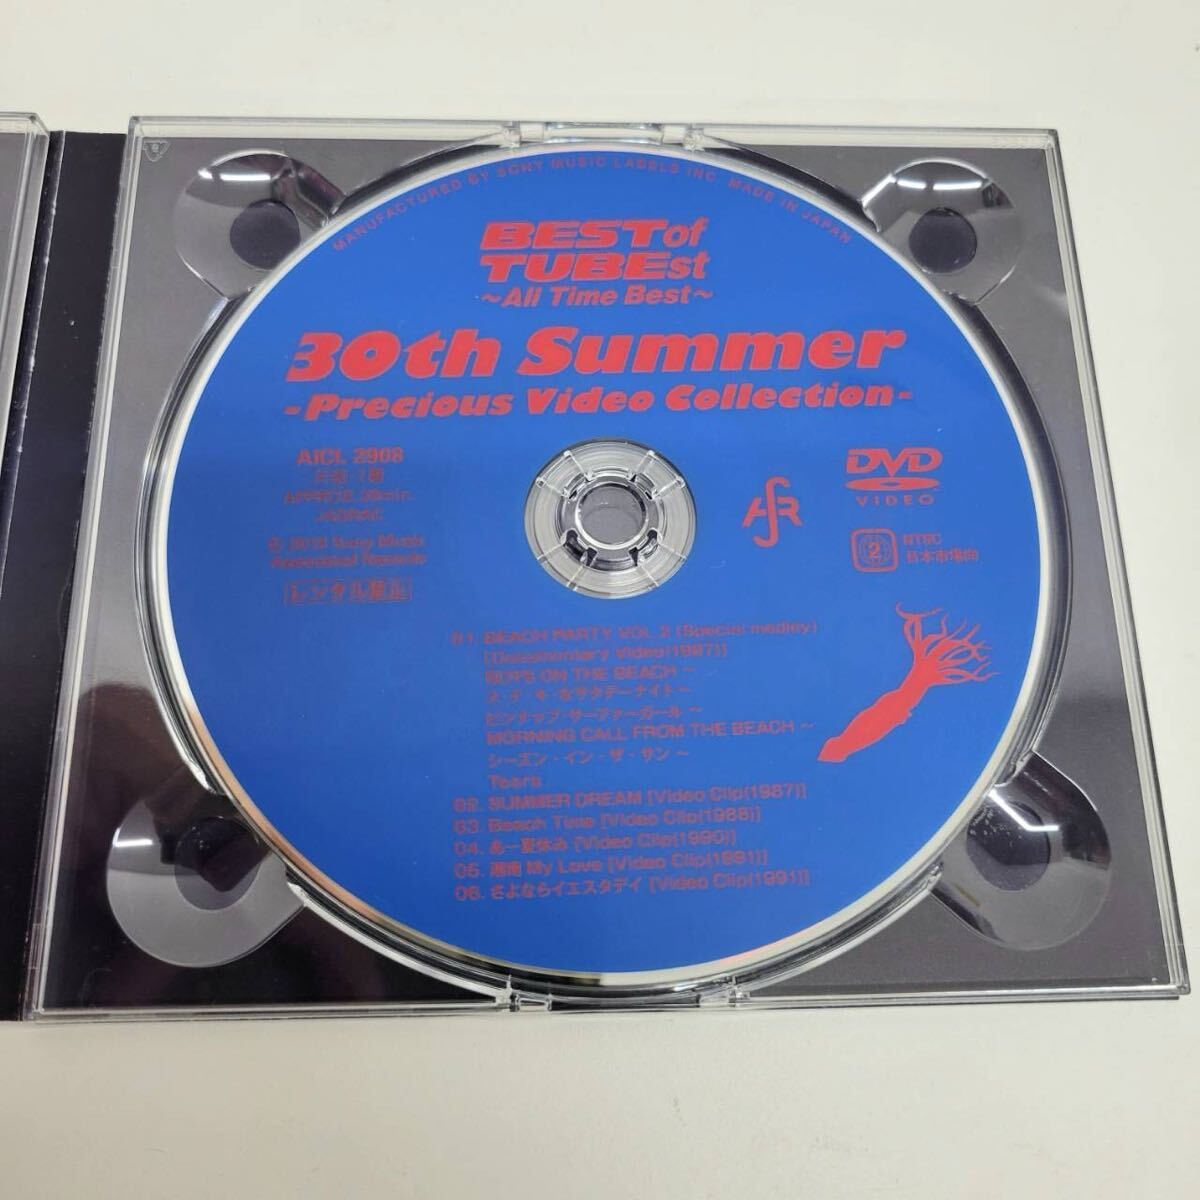 MANUFACTURED BY SONY MUSIC LABELS INC. MADE IN JAPAN
BEST of
TUBEst
～All Time Best～
30th Summer
-Precious Video Collection-
AICL 2908
片面・1層
レンタル禁止
AR
DVD
VIDEO
2
NTSC
日本市場向
01. BEACH PARTY VOL.2 (Special medley)
[Documentary Video(1987)]
BOYS ON THE BEACH ～
ス・テ・キ・なサタデーナイト～
ピンナップ・サーファーガール～
MORNING CALL FROM THE BEACH ～
シーズン・イン・ザ・サン～
Tears
02. SUMMER DREAM [Video Clip(1987)]
03. Beach Time [Video Clip(1988)]
04. あー夏休み [Video Clip(1990)]
05. 湘南 My Love [Video Clip(1991)]
06. さよならイエスタデイ [Video Clip(1991)]